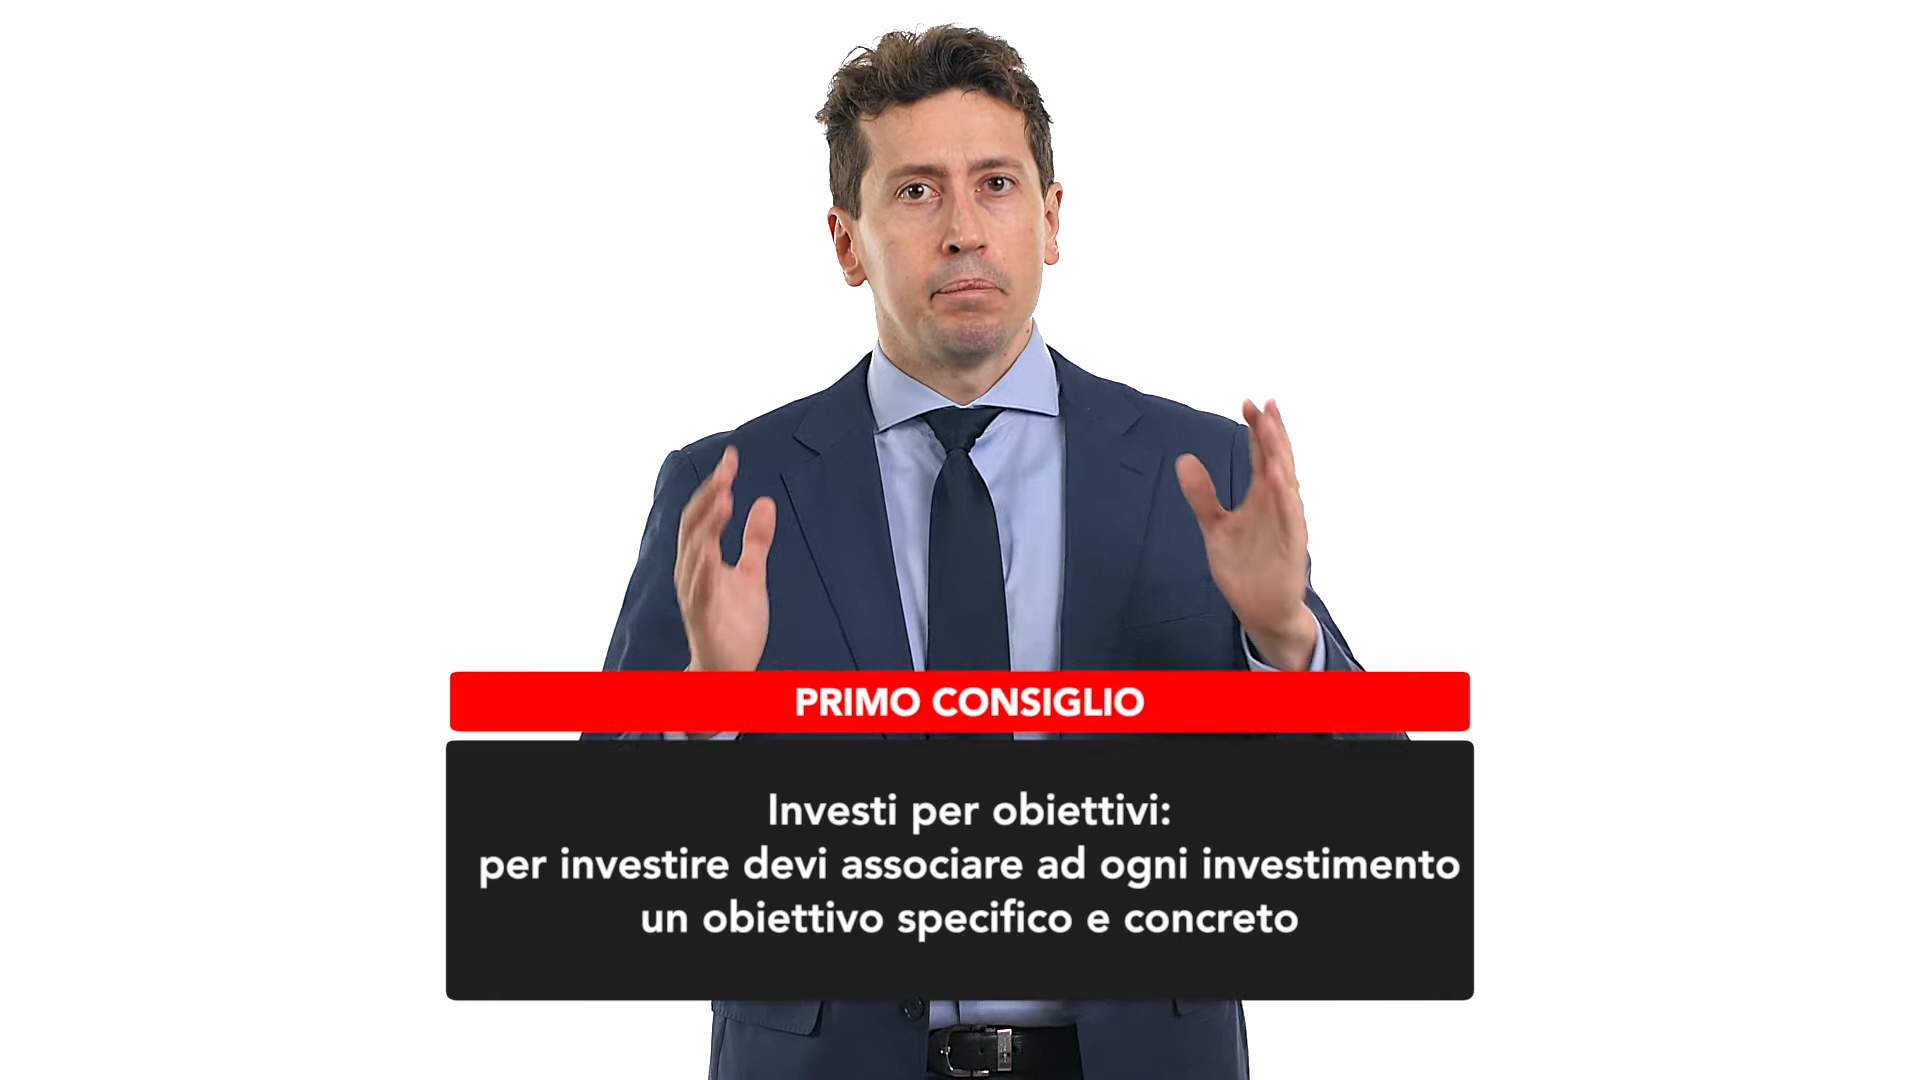 PRIMO CONSIGLIO
Investi per obiettivi:
per investire devi associare ad ogni investimento
un obiettivo specifico e concreto